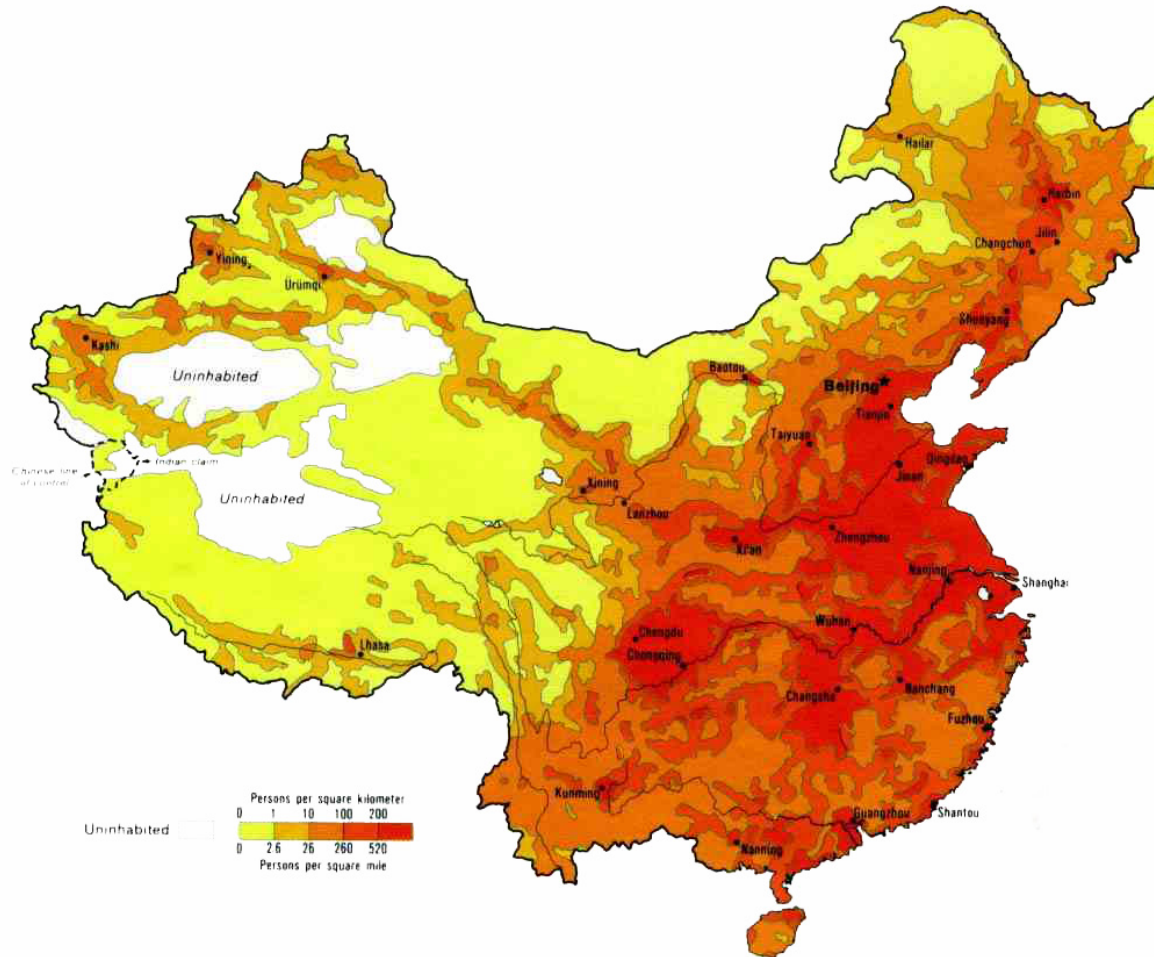 Hailar
Harbin
Jilin
Changchun
Yining
Ürümqi
Shenyang
Kashi
Baotou
Beijing
Uninhabited
Tianjin
Taiyuan
Qingdao
Indian claim
Chinese line
of control
Jinan
Xining
Uninhabited
Lanzhou
Zhengzhou
Xi'an
Nanjing
Shanghai
Wuhan
Chengdu
Lhasa
Chongqing
Nanchang
Changsha
Fuzhou
Kunming
Persons per square kilometer
0 1 10 100 200
Uninhabited
0 2.6 26 260 520
Persons per square mile
Guangzhou
Shantou
Nanning